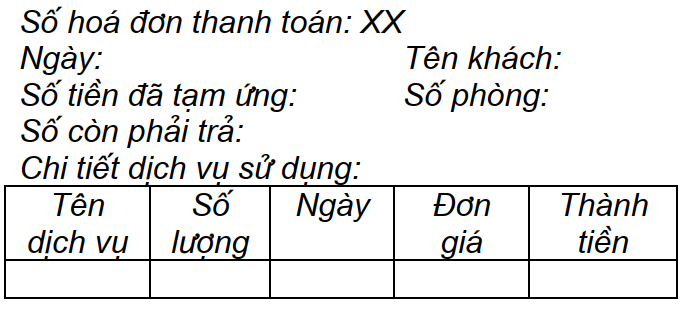 Số hoá đơn thanh toán: XX
Ngày: Tên khách:
Số tiền đã tạm ứng: Số phòng:
Số còn phải trả:
Chi tiết dịch vụ sử dụng:
Tên dịch vụ Số lượng Ngày Đơn giá Thành tiền